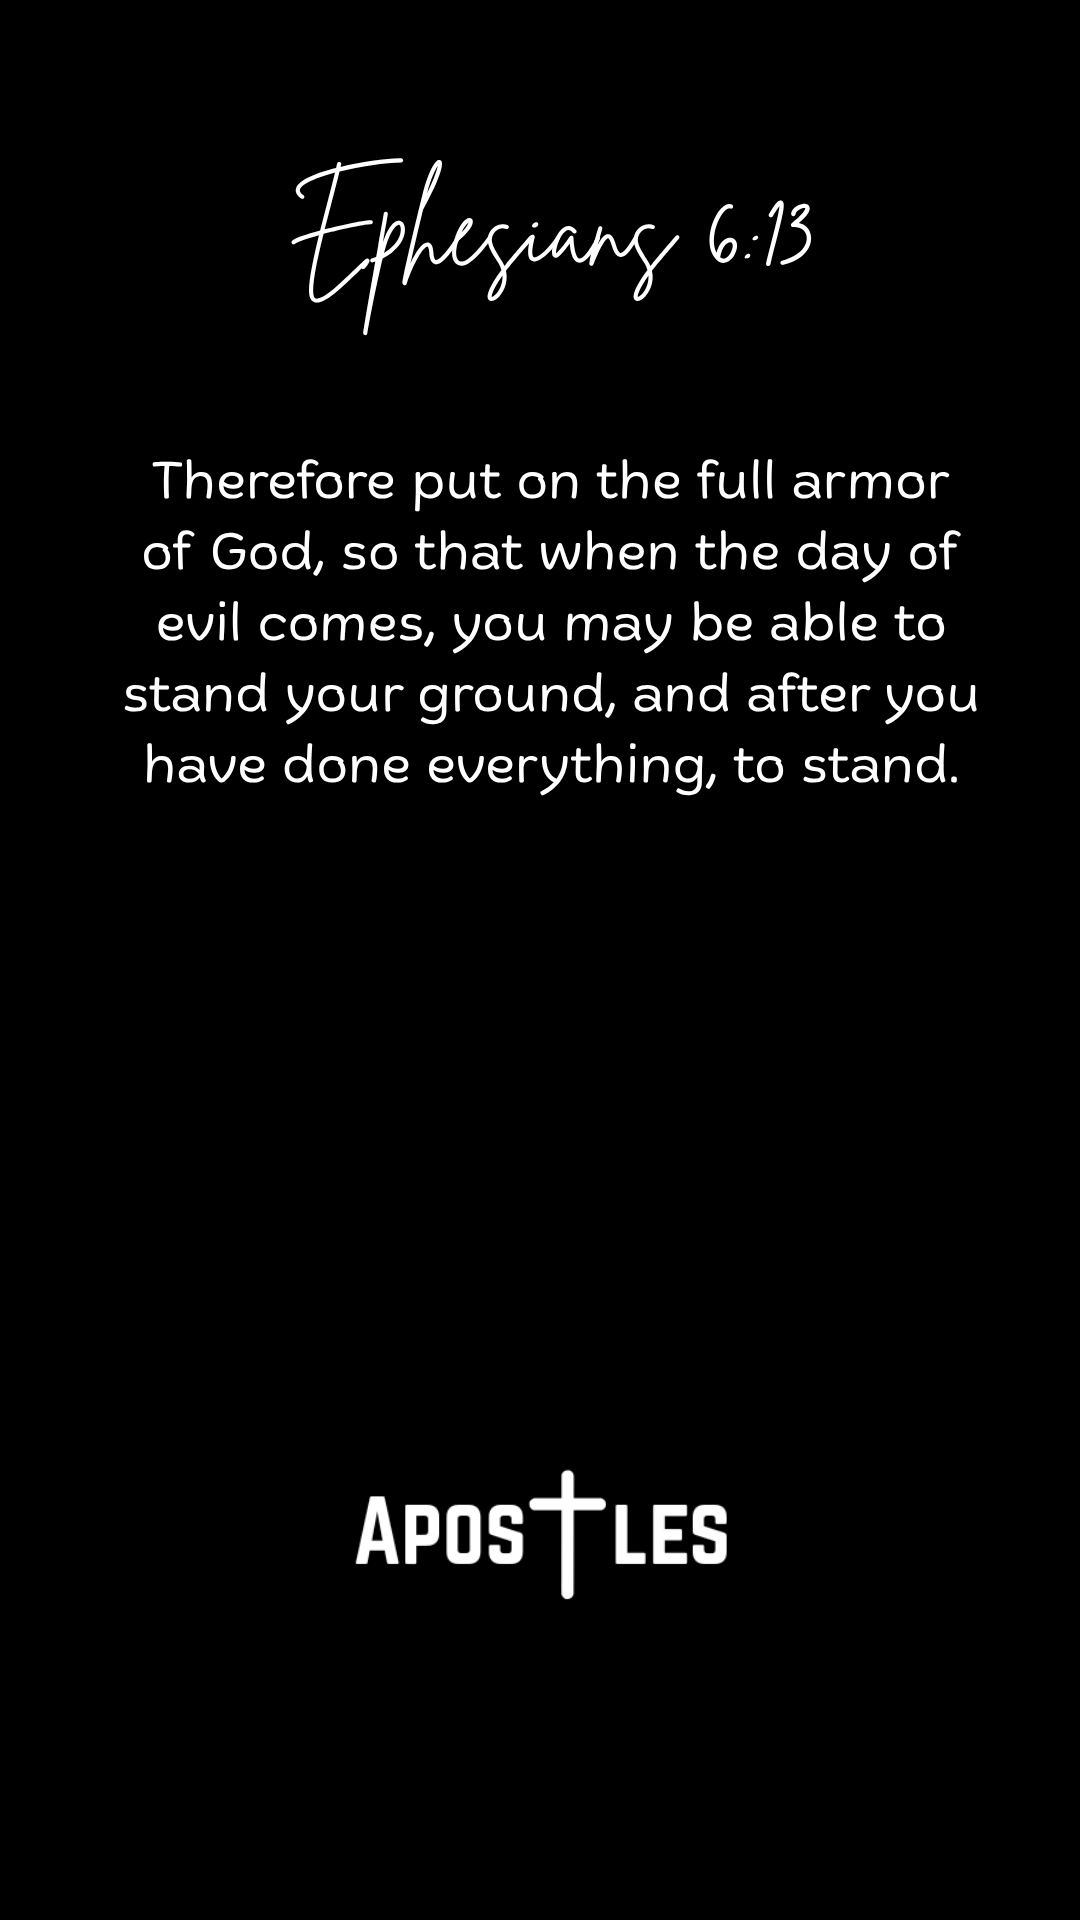 Ephesians 6:13
Therefore put on the full armor
of God, so that when the day of
evil comes, you may be able to
stand your ground, and after you
have done everything, to stand.
APOSTLES